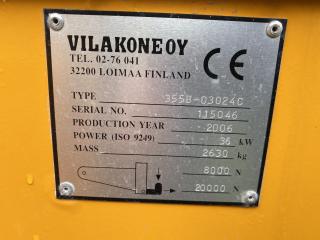 VILAKONE OY
TEL. 02-76 041
32200 LOIMAA FINLAND
CE
TYPE 355B-03024C
SERIAL NO. 115046
PRODUCTION YEAR 2006
POWER (ISO 9249) 36 kW
MASS 2630 kg
8000 N
20000 N